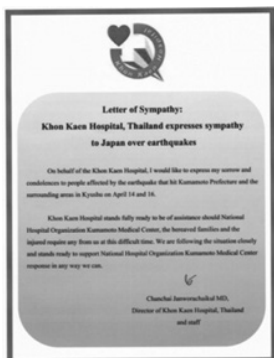 Letter of Sympathy:
Khon Kaen Hospital, Thailand expresses sympathy
to Japan over earthquakes
On behalf of the Khon Kaen Hospital, I would like to express my sorrow and
condolences to people affected by the earthquake that hit Kumamoto Prefecture and the
surrounding areas in Kyushu on April 14 and 16.
Khon Kaen Hospital stands fully ready to be of assistance should National
Hospital Organization Kumamoto Medical Center, the bereaved families and the
injured require any from us at this difficult time. We are following the situation closely
and stands ready to support National Hospital Organization Kumamoto Medical Center
response in any way we can.
MD,
Director of Khon Kaen Hospital, Thailand
and staff